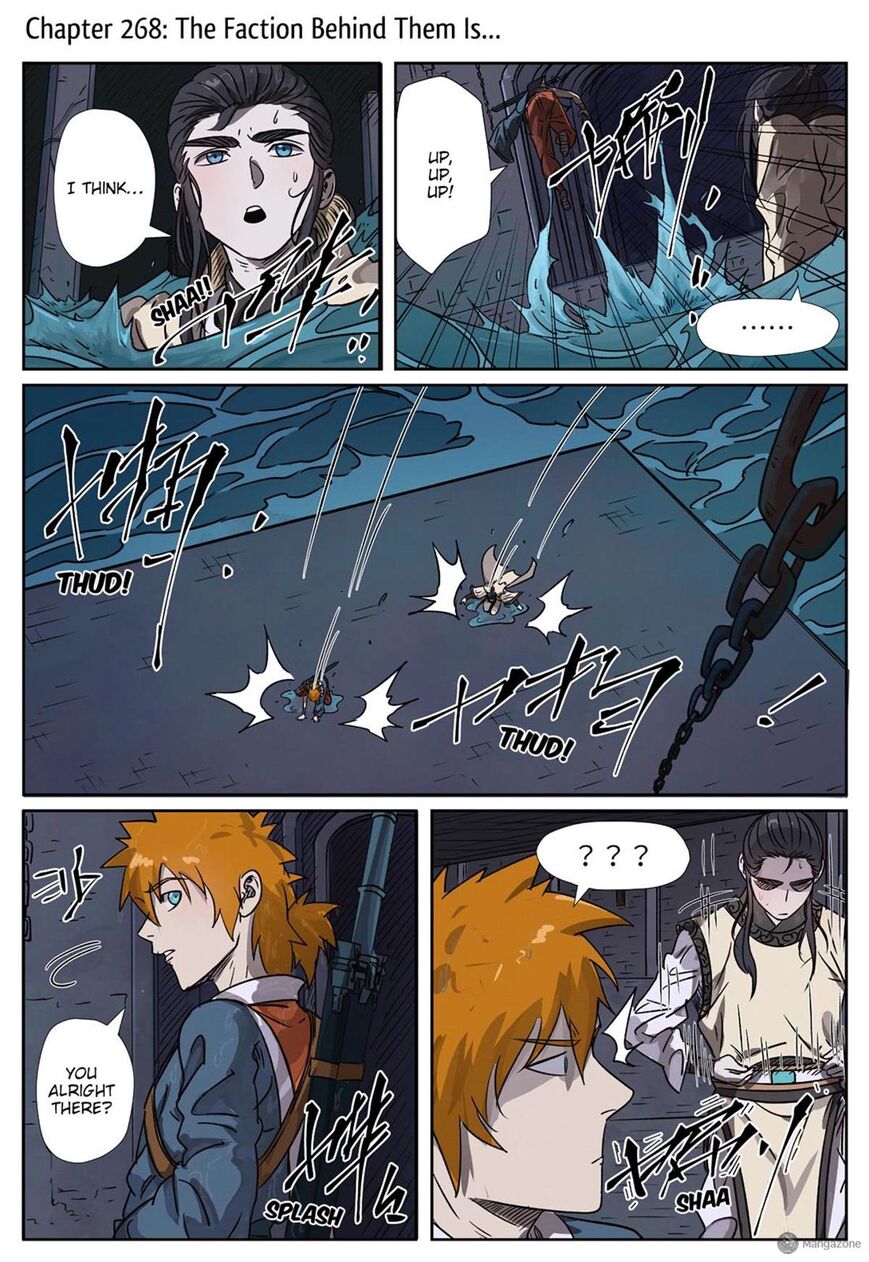 Chapter 268: The Faction Behind Them Is...
I THINK...
SHAA!!
UP,
UP,
UP!
......
THUD!
THUD!
YOU
ALRIGHT
THERE?
SPLASH
? ? ?
SHAA
Mangazone